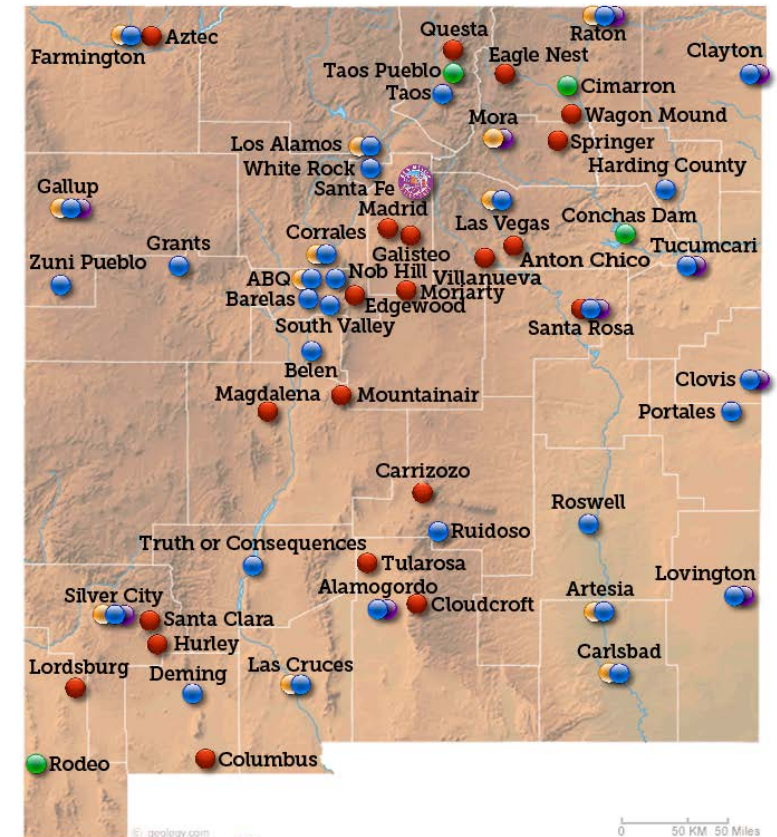 Questa
Raton
Farmington
Aztec
Eagle Nest
Clayton
Taos Pueblo
Cimarron
Taos
Mora
Wagon Mound
Los Alamos
Springer
White Rock
Harding County
Santa Fe
Gallup
Madrid
Las Vegas
Conchas Dam
Corrales
Galisteo
Anton Chico
Tucumcari
Grants
Zuni Pueblo
ABQ
Nob Hill
Villanueva
Barelas
Edgewood
Moriarty
South Valley
Santa Rosa
Belen
Clovis
Magdalena
Mountainair
Portales
Carrizozo
Roswell
Ruidoso
Truth or Consequences
Tularosa
Lovington
Silver City
Alamogordo
Artesia
Santa Clara
Cloudcroft
Hurley
Carlsbad
Lordsburg
Deming
Las Cruces
Rodeo
Columbus
© geology.com
0 50 KM 50 Miles